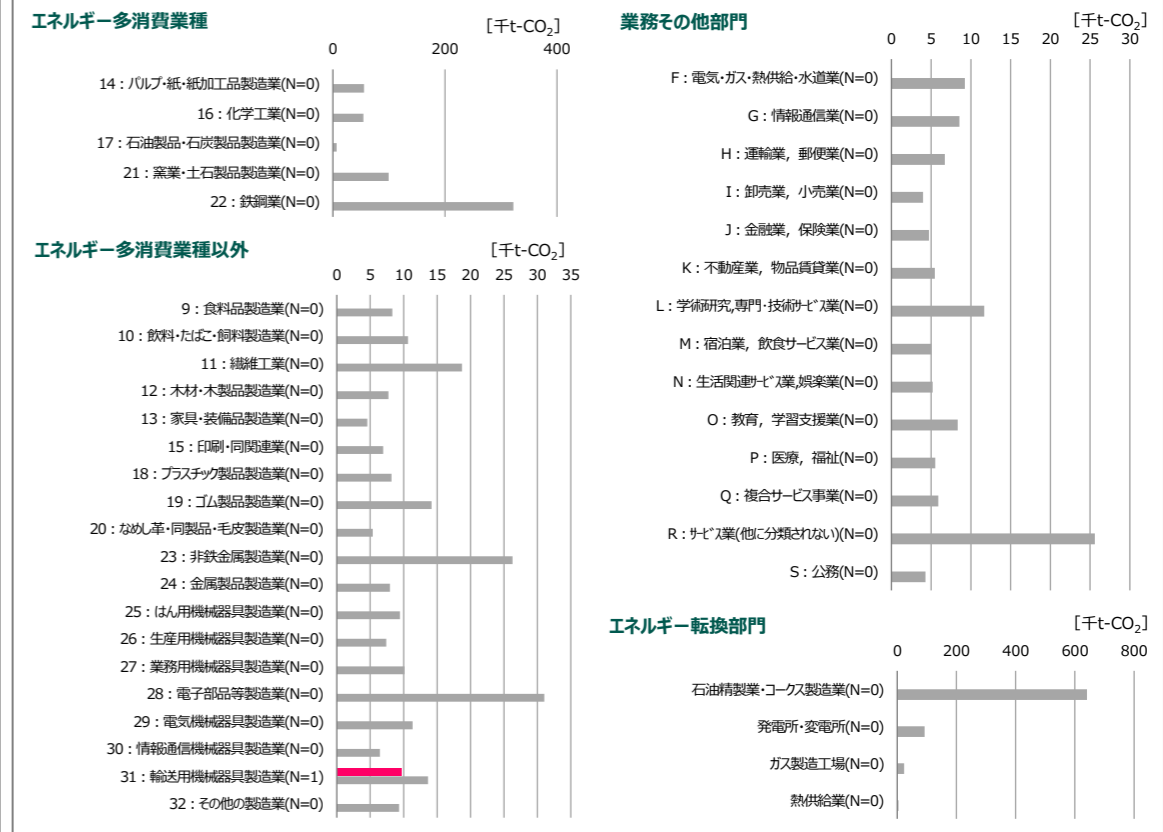 エネルギー多消費業種
[千t-CO₂]
0 200 400
14：パルプ・紙・紙加工品製造業(N=0)
16：化学工業(N=0)
17：石油製品・石炭製品製造業(N=0)
21：窯業・土石製品製造業(N=0)
22：鉄鋼業(N=0)
エネルギー多消費業種以外
[千t-CO₂]
0 5 10 15 20 25 30 35
9：食料品製造業(N=0)
10：飲料・たばこ・飼料製造業(N=0)
11：繊維工業(N=0)
12：木材・木製品製造業(N=0)
13：家具・装備品製造業(N=0)
15：印刷・同関連業(N=0)
18：プラスチック製品製造業(N=0)
19：ゴム製品製造業(N=0)
20：なめし革・同製品・毛皮製造業(N=0)
23：非鉄金属製造業(N=0)
24：金属製品製造業(N=0)
25：はん用機械器具製造業(N=0)
26：生産用機械器具製造業(N=0)
27：業務用機械器具製造業(N=0)
28：電子部品等製造業(N=0)
29：電気機械器具製造業(N=0)
30：情報通信機械器具製造業(N=0)
31：輸送用機械器具製造業(N=1)
32：その他の製造業(N=0)
業務その他部門
[千t-CO₂]
0 5 10 15 20 25 30
F：電気・ガス・熱供給・水道業(N=0)
G：情報通信業(N=0)
H：運輸業，郵便業(N=0)
I：卸売業，小売業(N=0)
J：金融業，保険業(N=0)
K：不動産業，物品賃貸業(N=0)
L：学術研究,専門・技術ｻｰﾋﾞｽ業(N=0)
M：宿泊業，飲食サービス業(N=0)
N：生活関連ｻｰﾋﾞｽ業,娯楽業(N=0)
O：教育，学習支援業(N=0)
P：医療，福祉(N=0)
Q：複合サービス事業(N=0)
R：ｻｰﾋﾞｽ業(他に分類されない)(N=0)
S：公務(N=0)
エネルギー転換部門
[千t-CO₂]
0 200 400 600 800
石油精製業・コークス製造業(N=0)
発電所・変電所(N=0)
ガス製造工場(N=0)
熱供給業(N=0)